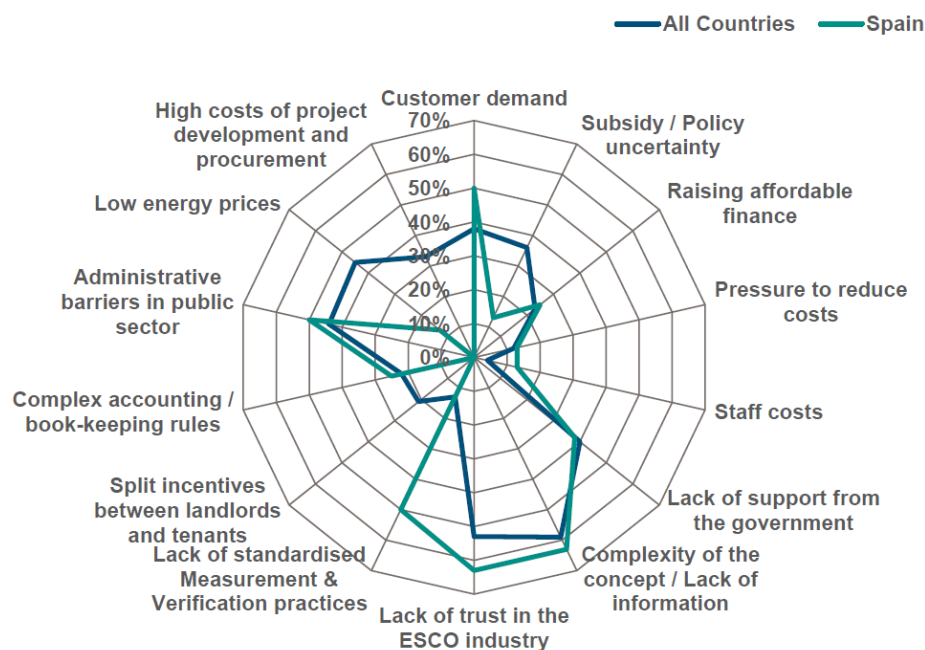 All Countries
Spain
Customer demand
Subsidy / Policy
uncertainty
Raising affordable
finance
Pressure to reduce
costs
Staff costs
Lack of support from
the government
Complexity of the
concept / Lack of
information
Lack of trust in the
ESCO industry
Lack of standardised
Measurement &
Verification practices
Split incentives
between landlords
and tenants
Complex accounting /
book-keeping rules
Administrative
barriers in public
sector
Low energy prices
High costs of project
development and
procurement
70%
60%
50%
40%
30%
20%
10%
0%